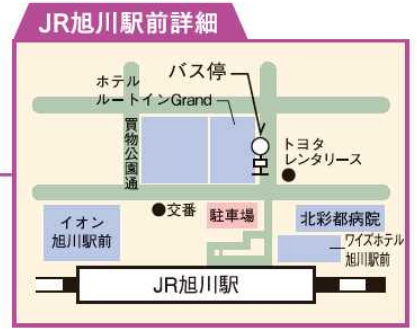 JR旭川駅前詳細
ホテル
ルートインGrand
バス停
買物公園通
トヨタ
レンタリース
交番
駐車場
北彩都病院
イオン
旭川駅前
ワイズホテル
旭川駅前
JR旭川駅